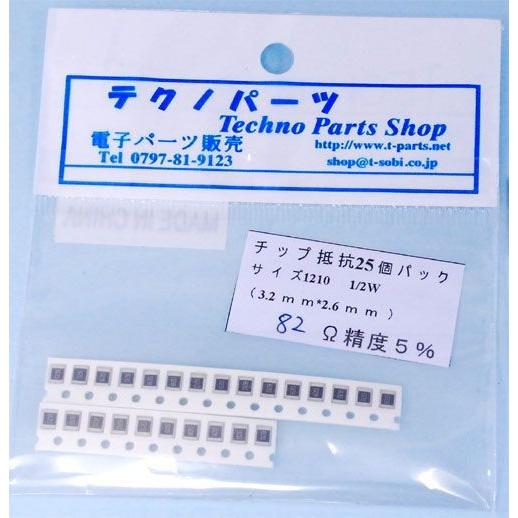 テクノパーツ
Techno Parts Shop
電子パーツ販売
http://www.t-parts.net
Tel 0797-81-9123
shop@t-sobi.co.jp
MADE IN CHINA
チップ抵抗25個パック
サイズ1210 1/2W
(3.2mm*2.6mm)
82 Ω精度5%